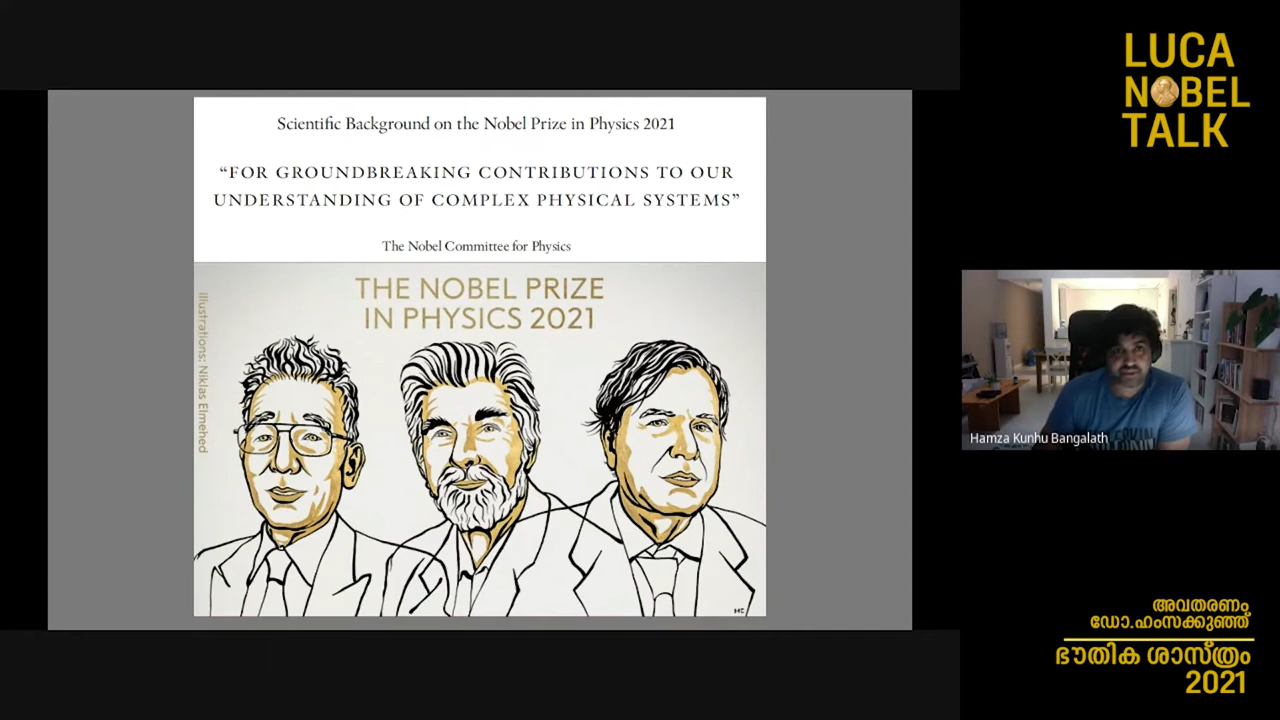 Scientific Background on the Nobel Prize in Physics 2021
“FOR GROUNDBREAKING CONTRIBUTIONS TO OUR
UNDERSTANDING OF COMPLEX PHYSICAL SYSTEMS”
The Nobel Committee for Physics
THE NOBEL PRIZE
IN PHYSICS 2021
Illustrations: Niklas Elmehed
LUCA
NOBEL
TALK
Hamza Kunhu Bangalath
അവതരണം
ഡോ.ഹംസക്കുഞ്ഞ്
ഭൗതിക ശാസ്ത്രം
2021